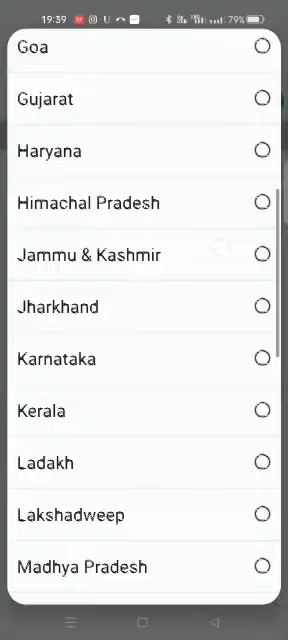 19:39 79%
Goa
Gujarat
Haryana
Himachal Pradesh
Jammu & Kashmir
Jharkhand
Karnataka
Kerala
Ladakh
Lakshadweep
Madhya Pradesh